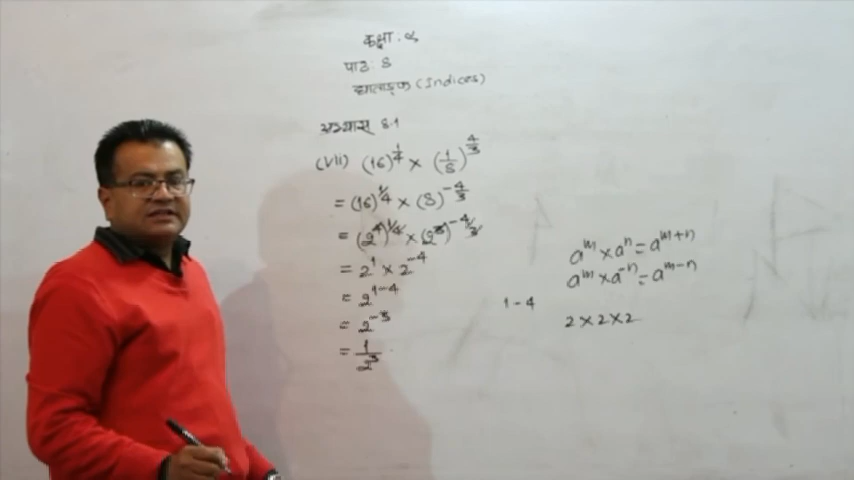 कक्षा : ९
पाठ : 8
घाताङ्क (Indices)
अभ्यास 8.1
(VII) (16)^{1/4} × (1/8)^{4/3}
= (16)^{1/4} × (8)^{-4/3}
= (2^4)^{1/4} × (2^3)^{-4/3}
= 2^1 × 2^{-4}
= 2^{1-4}
= 2^{-3}
= 1/2^3
a^m × a^n = a^{m+n}
a^m × a^{-n} = a^{m-n}
1-4
2 × 2 × 2